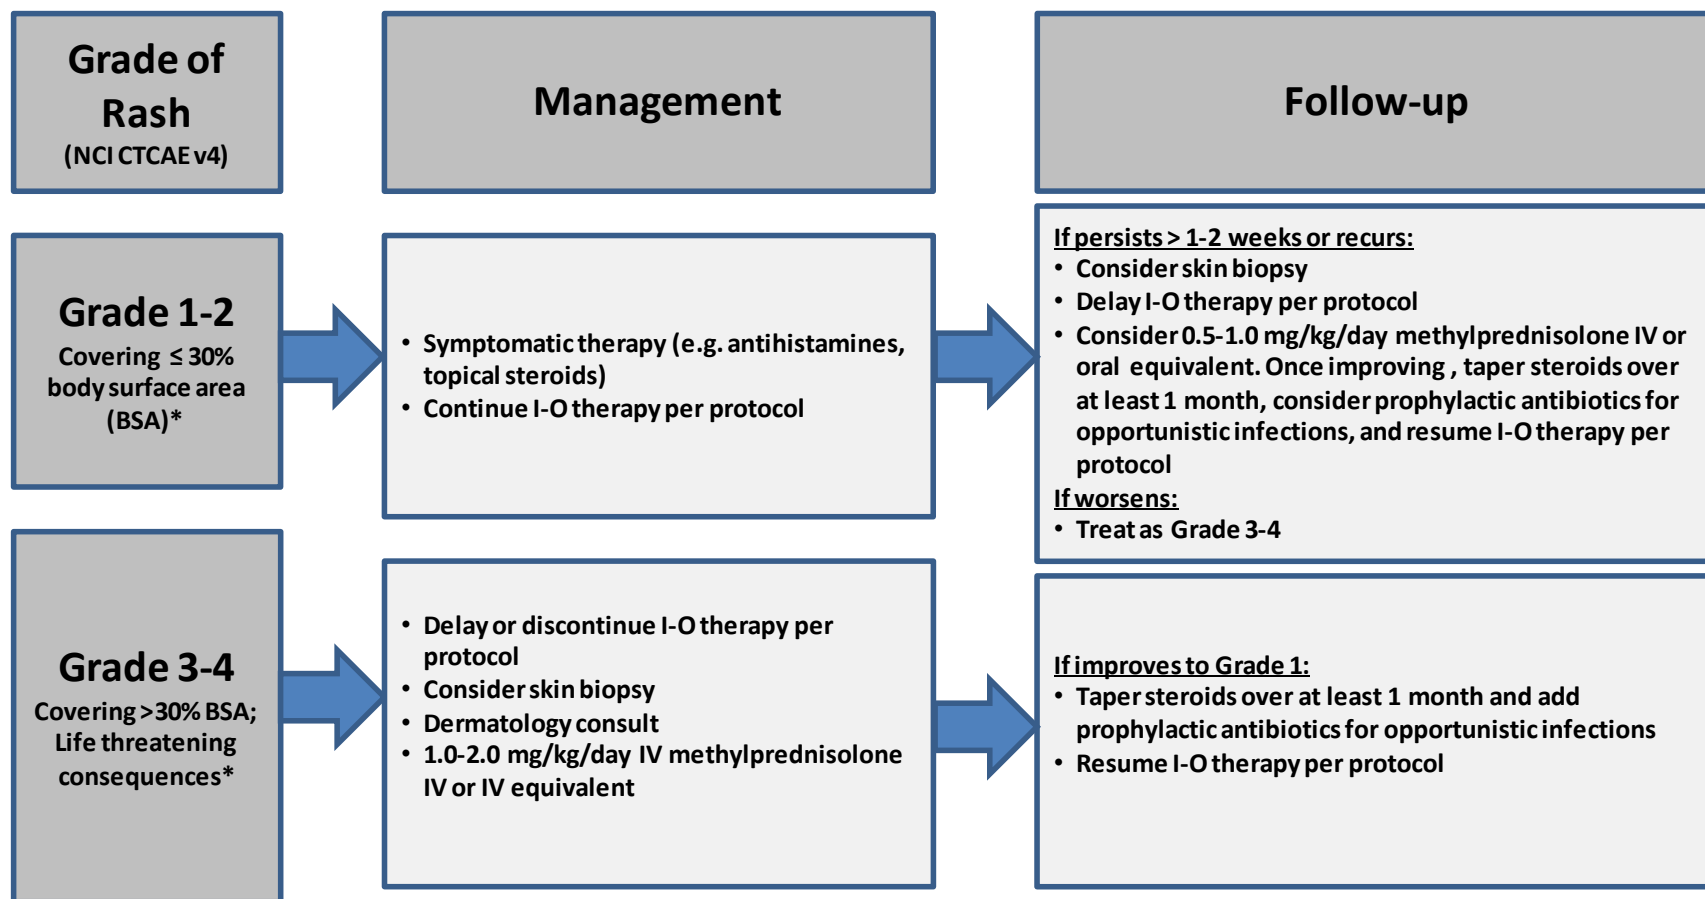 Grade of
Rash
(NCI CTCAE v4)
Management
Follow-up
Grade 1-2
Covering ≤ 30%
body surface area
(BSA)*
• Symptomatic therapy (e.g. antihistamines,
topical steroids)
• Continue I-O therapy per protocol
If persists > 1-2 weeks or recurs:
• Consider skin biopsy
• Delay I-O therapy per protocol
• Consider 0.5-1.0 mg/kg/day methylprednisolone IV or
oral equivalent. Once improving , taper steroids over
at least 1 month, consider prophylactic antibiotics for
opportunistic infections, and resume I-O therapy per
protocol
If worsens:
• Treat as Grade 3-4
Grade 3-4
Covering >30% BSA;
Life threatening
consequences*
• Delay or discontinue I-O therapy per
protocol
• Consider skin biopsy
• Dermatology consult
• 1.0-2.0 mg/kg/day IV methylprednisolone
IV or IV equivalent
If improves to Grade 1:
• Taper steroids over at least 1 month and add
prophylactic antibiotics for opportunistic infections
• Resume I-O therapy per protocol